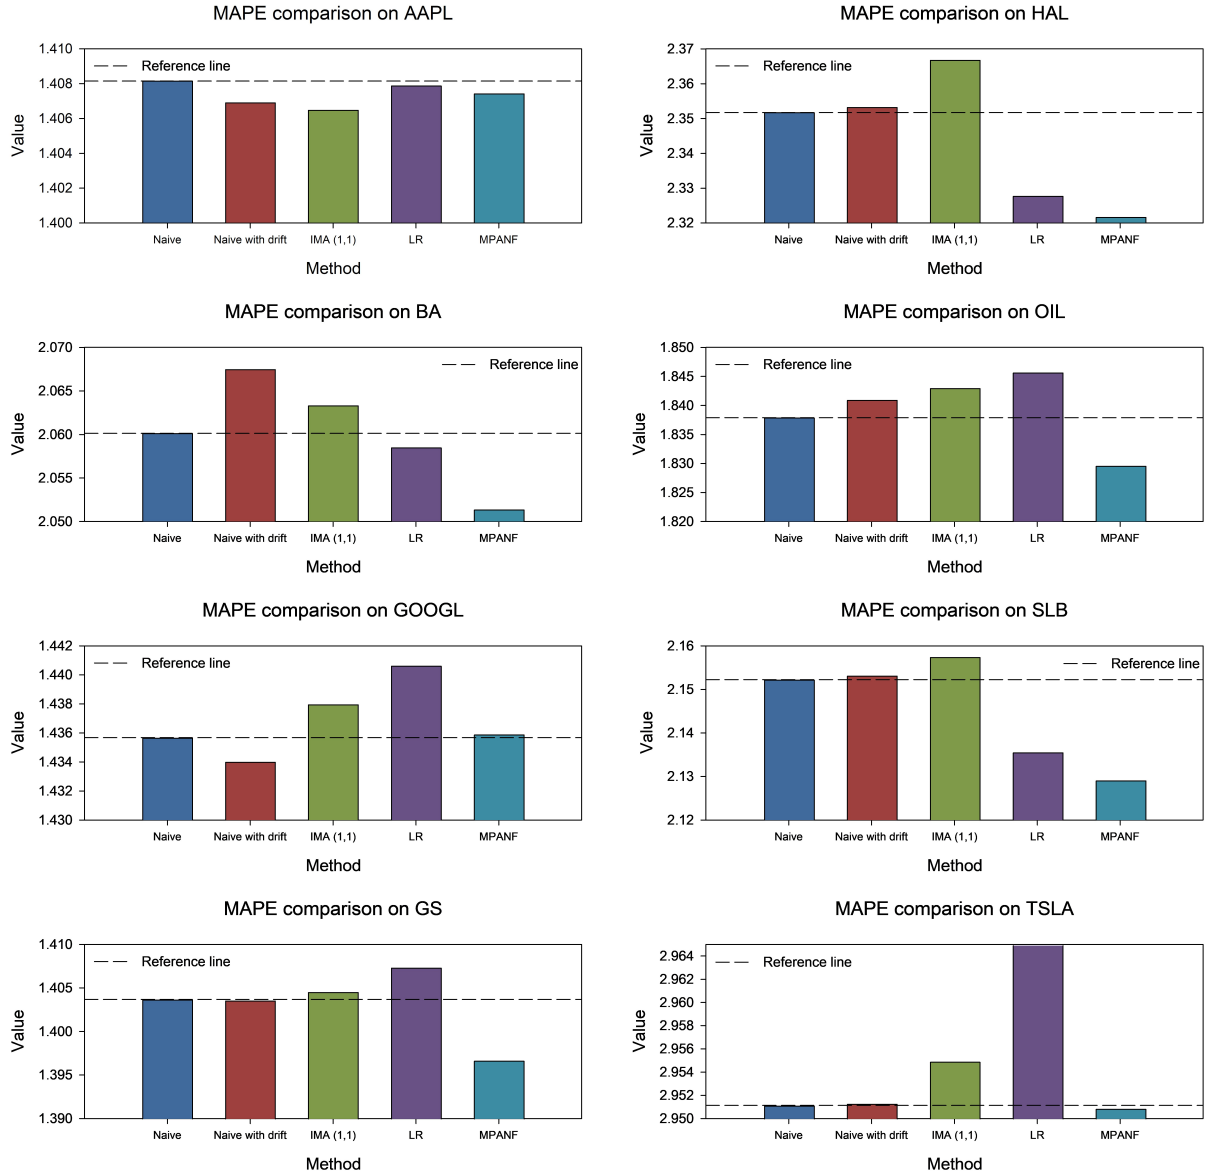 MAPE comparison on AAPL
Reference line
1.410
1.408
1.406
1.404
1.402
1.400
Value
Naive
Naive with drift
IMA (1,1)
LR
MPANF
Method
MAPE comparison on HAL
Reference line
2.37
2.36
2.35
2.34
2.33
2.32
Value
Naive
Naive with drift
IMA (1,1)
LR
MPANF
Method
MAPE comparison on BA
Reference line
2.070
2.065
2.060
2.055
2.050
Value
Naive
Naive with drift
IMA (1,1)
LR
MPANF
Method
MAPE comparison on OIL
Reference line
1.850
1.845
1.840
1.835
1.830
1.825
1.820
Value
Naive
Naive with drift
IMA (1,1)
LR
MPANF
Method
MAPE comparison on GOOGL
Reference line
1.442
1.440
1.438
1.436
1.434
1.432
1.430
Value
Naive
Naive with drift
IMA (1,1)
LR
MPANF
Method
MAPE comparison on SLB
Reference line
2.16
2.15
2.14
2.13
2.12
Value
Naive
Naive with drift
IMA (1,1)
LR
MPANF
Method
MAPE comparison on GS
Reference line
1.410
1.405
1.400
1.395
1.390
Value
Naive
Naive with drift
IMA (1,1)
LR
MPANF
Method
MAPE comparison on TSLA
Reference line
2.964
2.962
2.960
2.958
2.956
2.954
2.952
2.950
Value
Naive
Naive with drift
IMA (1,1)
LR
MPANF
Method